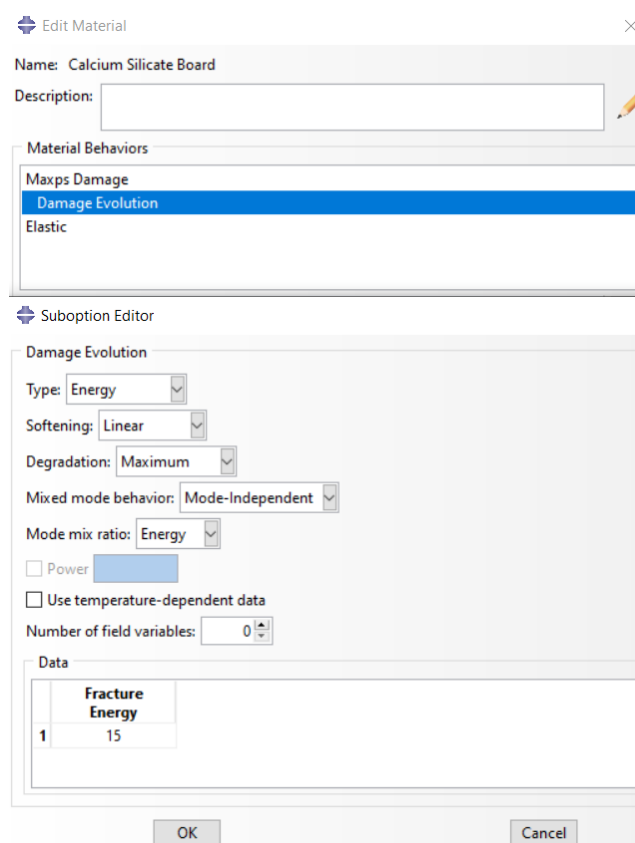 Edit Material
Name: Calcium Silicate Board
Description:
Material Behaviors
Maxps Damage
Damage Evolution
Elastic
Suboption Editor
Damage Evolution
Type: Energy
Softening: Linear
Degradation: Maximum
Mixed mode behavior: Mode-Independent
Mode mix ratio: Energy
Power
Use temperature-dependent data
Number of field variables: 0
Data
Fracture
Energy
1 15
OK Cancel